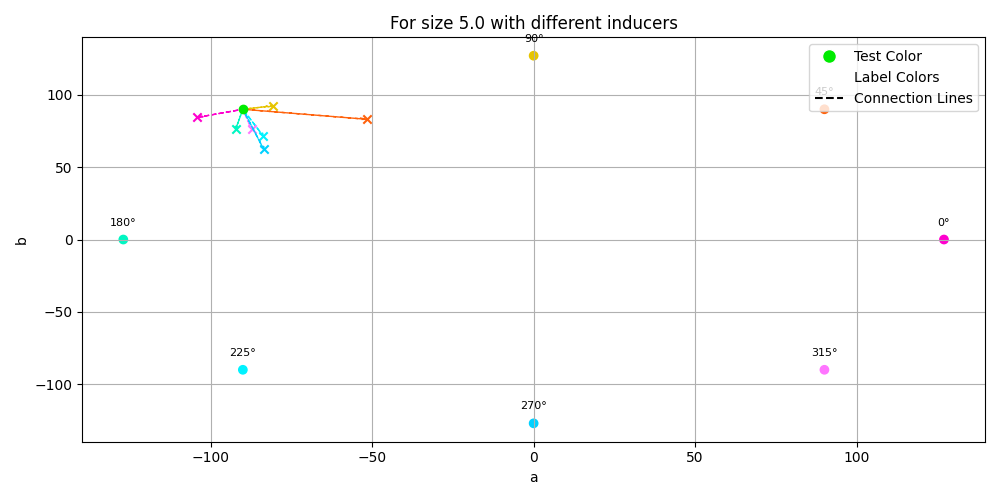 For size 5.0 with different inducers
90°
Test Color
Label Colors
Connection Lines
45°
180°
0°
225°
315°
270°
100
50
0
−50
−100
b
−100
−50
0
50
100
a